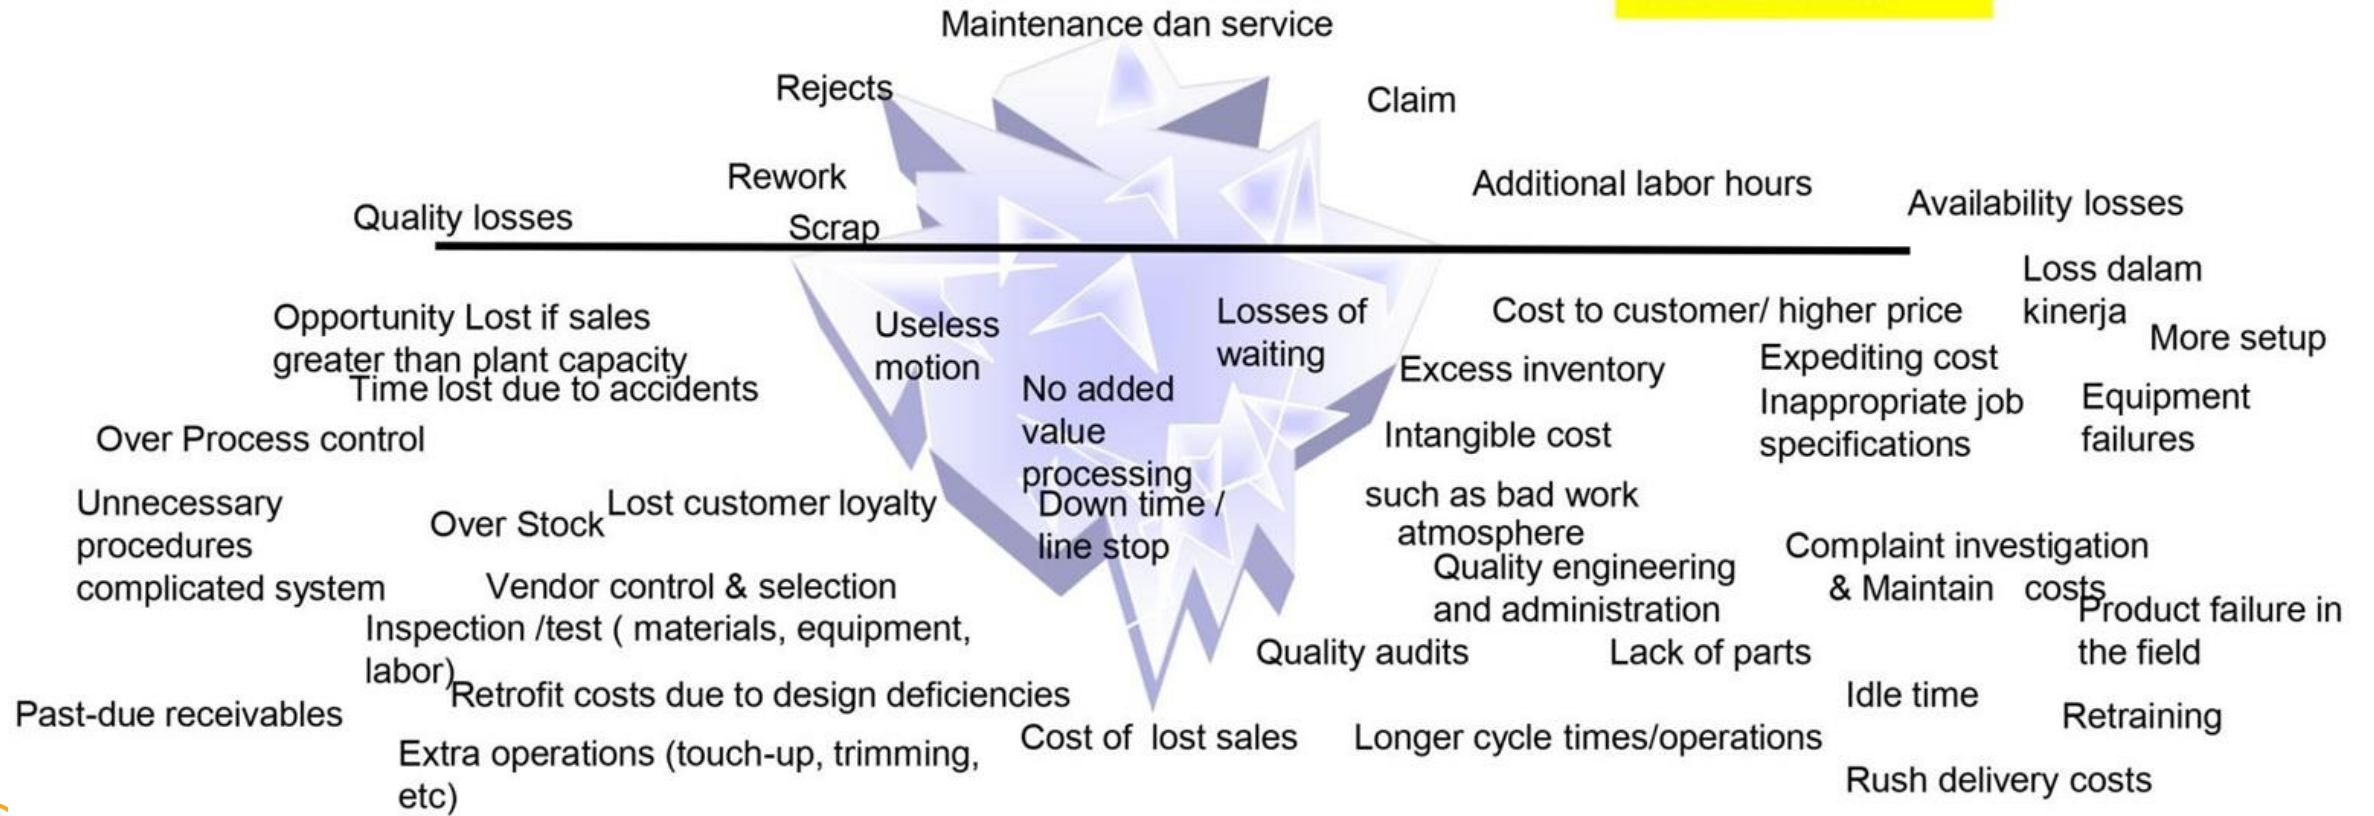 Maintenance dan service
Rejects
Claim
Rework
Additional labor hours
Availability losses
Quality losses
Scrap
Loss dalam
kinerja
Opportunity Lost if sales
greater than plant capacity
Time lost due to accidents
Useless
motion
Losses of
waiting
Cost to customer/ higher price
More setup
Excess inventory
Expediting cost
No added
value
processing
Inappropriate job
specifications
Equipment
failures
Over Process control
Intangible cost
such as bad work
atmosphere
Unnecessary
procedures
complicated system
Over Stock
Lost customer loyalty
Down time /
line stop
Complaint investigation
& Maintain costs
Vendor control & selection
Quality engineering
and administration
Product failure in
the field
Inspection /test ( materials, equipment,
labor)
Quality audits
Lack of parts
Retrofit costs due to design deficiencies
Idle time
Past-due receivables
Retraining
Cost of lost sales
Longer cycle times/operations
Extra operations (touch-up, trimming,
etc)
Rush delivery costs